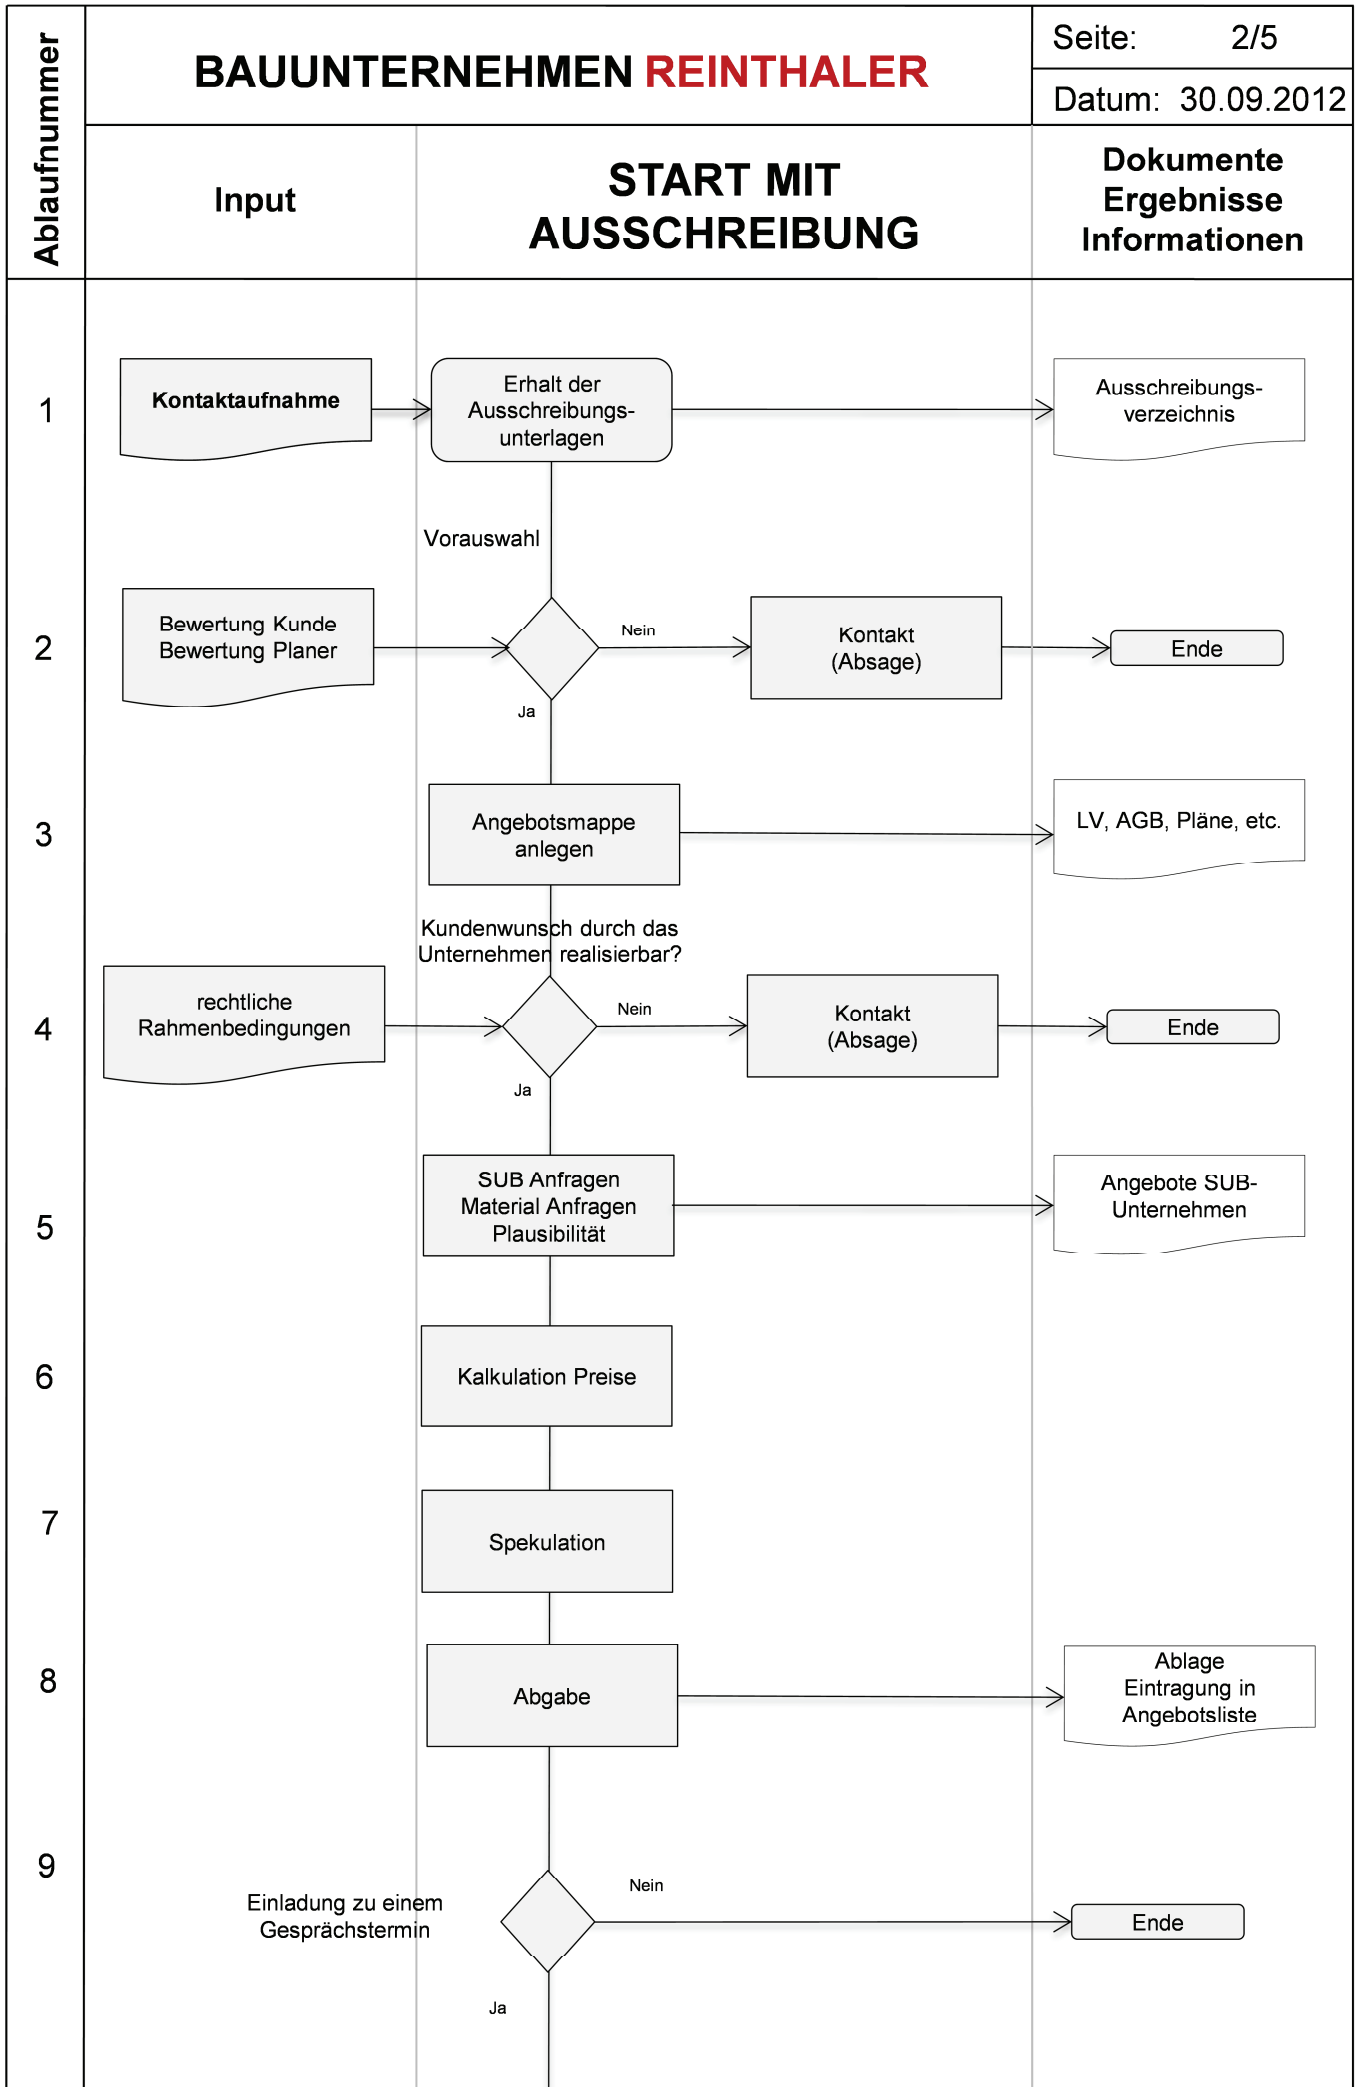 Ablaufnummer
BAUUNTERNEHMEN REINTHALER
Seite: 2/5
Datum: 30.09.2012
Input
START MIT
AUSSCHREIBUNG
Dokumente
Ergebnisse
Informationen
1
Kontaktaufnahme
Erhalt der
Ausschreibungs-
unterlagen
Ausschreibungs-
verzeichnis
Vorauswahl
2
Bewertung Kunde
Bewertung Planer
Nein
Kontakt
(Absage)
Ende
Ja
3
Angebotsmappe
anlegen
LV, AGB, Pläne, etc.
Kundenwunsch durch das
Unternehmen realisierbar?
4
rechtliche
Rahmenbedingungen
Nein
Kontakt
(Absage)
Ende
Ja
5
SUB Anfragen
Material Anfragen
Plausibilität
Angebote SUB-
Unternehmen
6
Kalkulation Preise
7
Spekulation
8
Abgabe
Ablage
Eintragung in
Angebotsliste
9
Einladung zu einem
Gesprächstermin
Nein
Ende
Ja